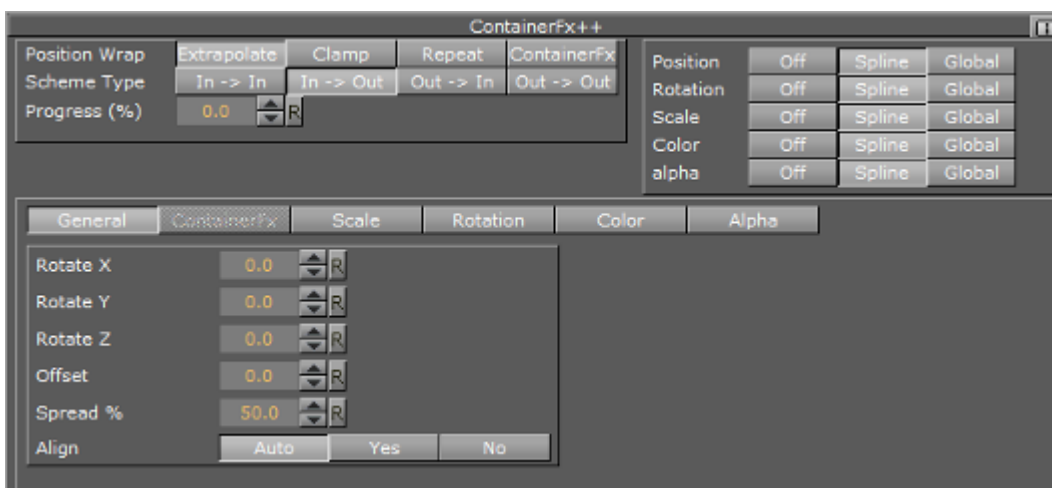 ContainerFx++
Position Wrap Extrapolate Clamp Repeat ContainerFx
Scheme Type In -> In In -> Out Out -> In Out -> Out
Progress (%) 0.0 R
Position Off Spline Global
Rotation Off Spline Global
Scale Off Spline Global
Color Off Spline Global
alpha Off Spline Global
General ContainerFx Scale Rotation Color Alpha
Rotate X 0.0 R
Rotate Y 0.0 R
Rotate Z 0.0 R
Offset 0.0 R
Spread % 50.0 R
Align Auto Yes No